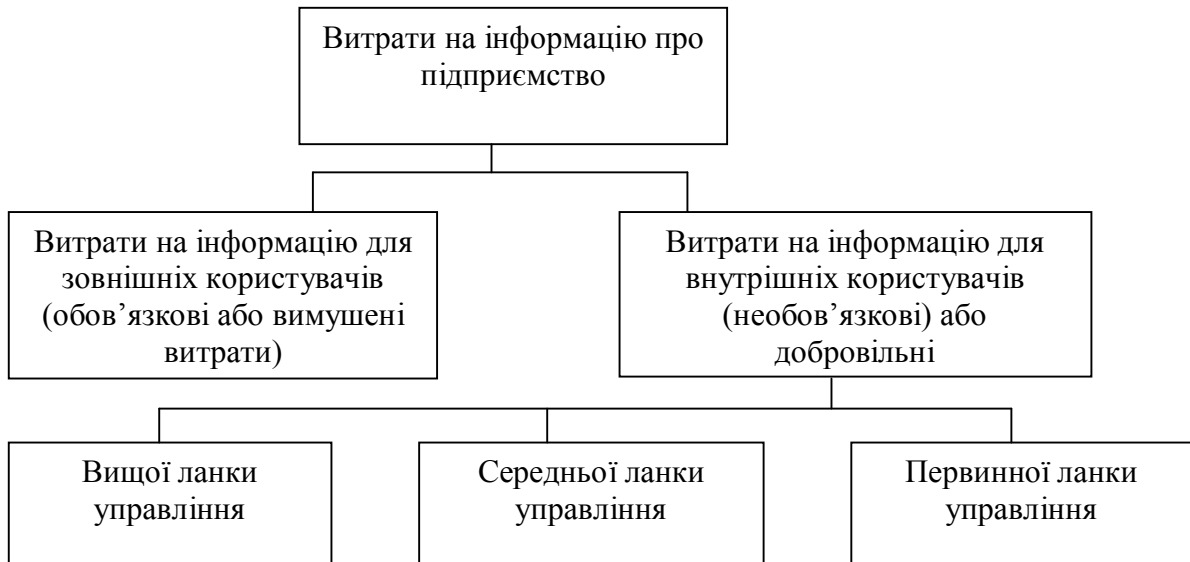 Витрати на інформацію про
підприємство
Витрати на інформацію для
зовнішніх користувачів
(обов’язкові або вимушені
витрати)
Витрати на інформацію для
внутрішніх користувачів
(необов’язкові) або
добровільні
Вищої ланки
управління
Середньої ланки
управління
Первинної ланки
управління